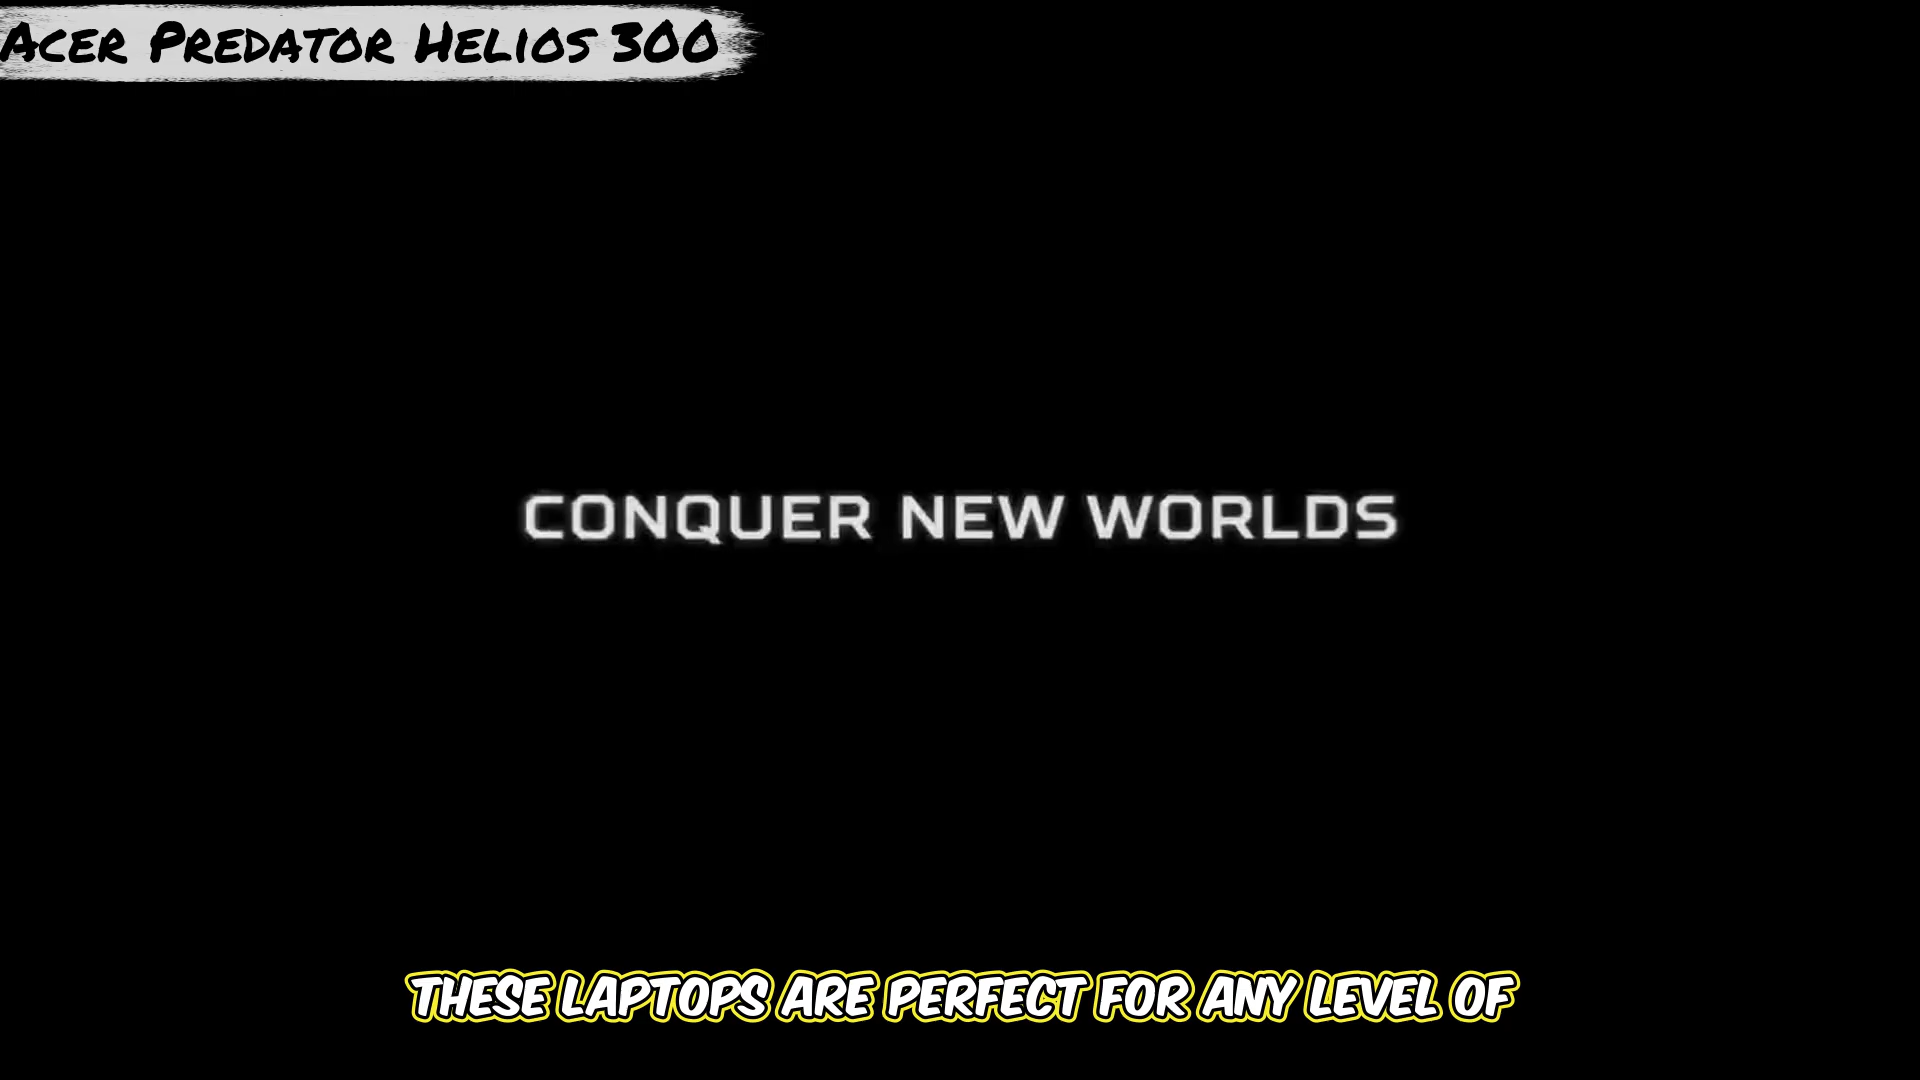 Acer Predator Helios 300
CONQUER NEW WORLDS
THESE LAPTOPS ARE PERFECT FOR ANY LEVEL OF